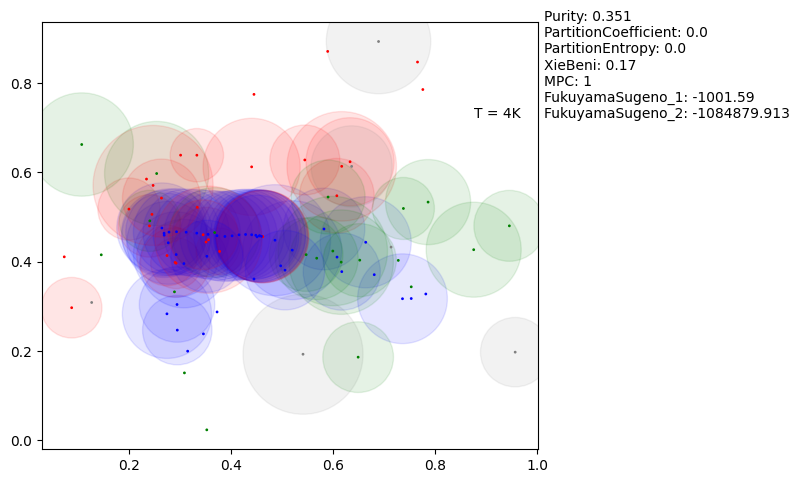 Purity: 0.351
PartitionCoefficient: 0.0
PartitionEntropy: 0.0
XieBeni: 0.17
MPC: 1
FukuyamaSugeno_1: -1001.59
FukuyamaSugeno_2: -1084879.913
T = 4K
0.8
0.6
0.4
0.2
0.0
0.2 0.4 0.6 0.8 1.0